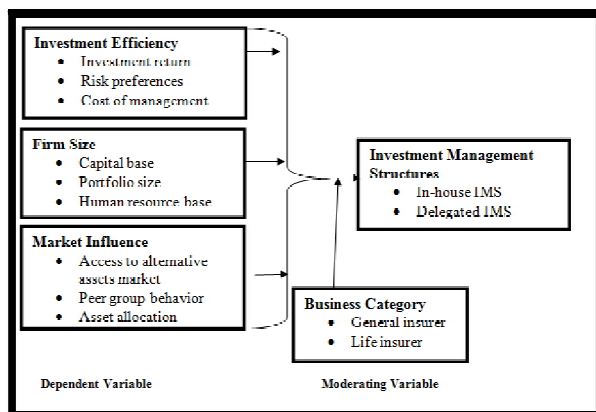 Investment Efficiency
• Investment return
• Risk preferences
• Cost of management
Firm Size
• Capital base
• Portfolio size
• Human resource base
Market Influence
• Access to alternative
assets market
• Peer group behavior
• Asset allocation
Investment Management
Structures
• In-house IMS
• Delegated IMS
Business Category
• General insurer
• Life insurer
Dependent Variable
Moderating Variable